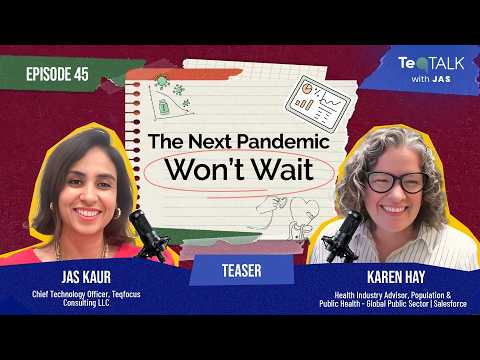 EPISODE 45
TeQTALK
with JAS
The Next Pandemic
Won't Wait
JAS KAUR
Chief Technology Officer, Teqfocus
Consulting LLC
TEASER
KAREN HAY
Health Industry Advisor, Population &
Public Health - Global Public Sector | Salesforce